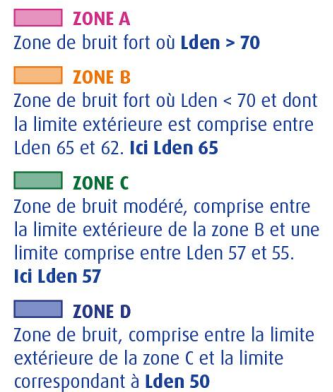 ZONE A
Zone de bruit fort où Lden > 70
ZONE B
Zone de bruit fort où Lden < 70 et dont
la limite extérieure est comprise entre
Lden 65 et 62. Ici Lden 65
ZONE C
Zone de bruit modéré, comprise entre
la limite extérieure de la zone B et une
limite comprise entre Lden 57 et 55.
Ici Lden 57
ZONE D
Zone de bruit, comprise entre la limite
extérieure de la zone C et la limite
correspondant à Lden 50